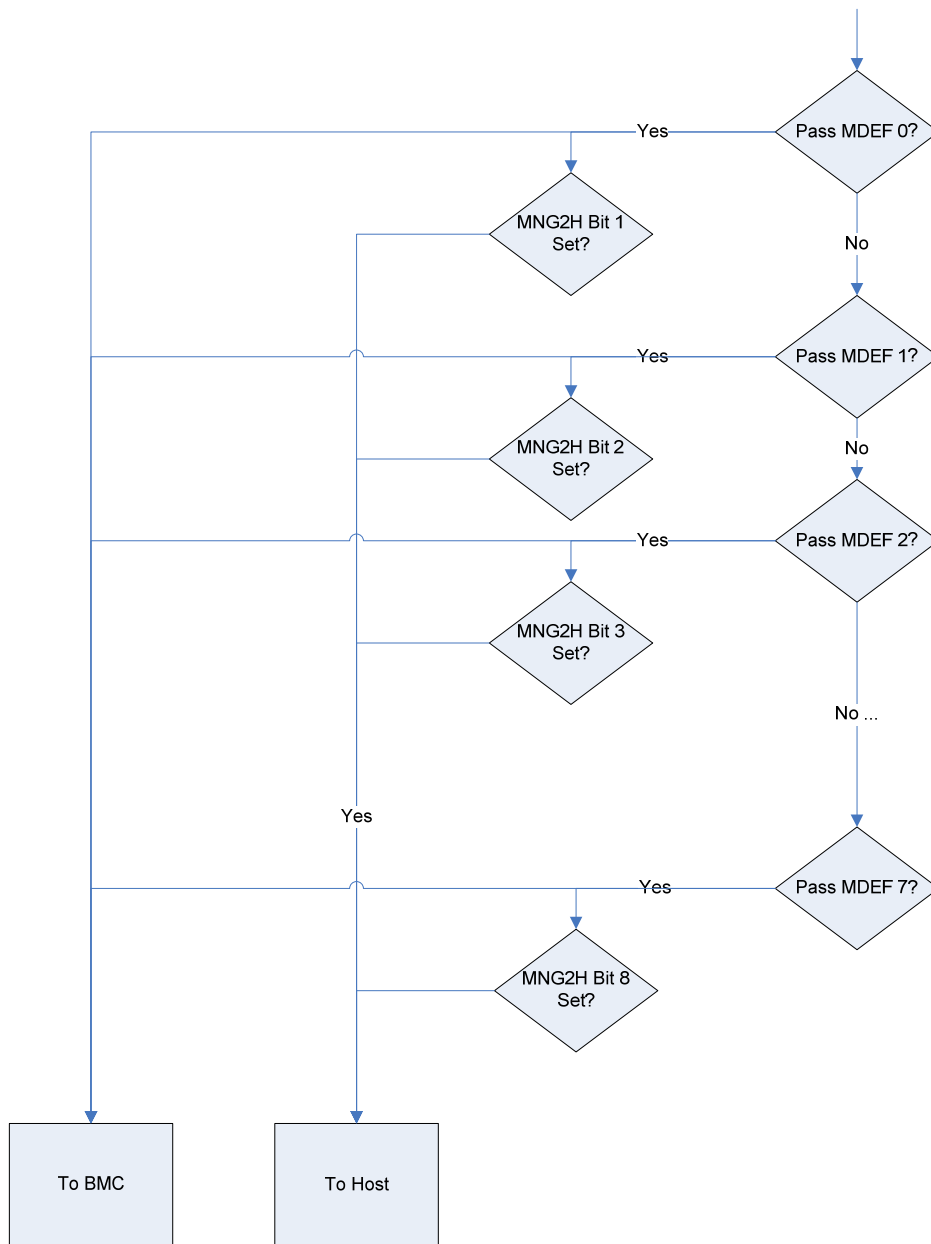 Pass MDEF 0?
Yes
MNG2H Bit 1
Set?
No
Pass MDEF 1?
Yes
MNG2H Bit 2
Set?
No
Pass MDEF 2?
Yes
MNG2H Bit 3
Set?
No ...
Yes
Pass MDEF 7?
Yes
MNG2H Bit 8
Set?
To BMC
To Host